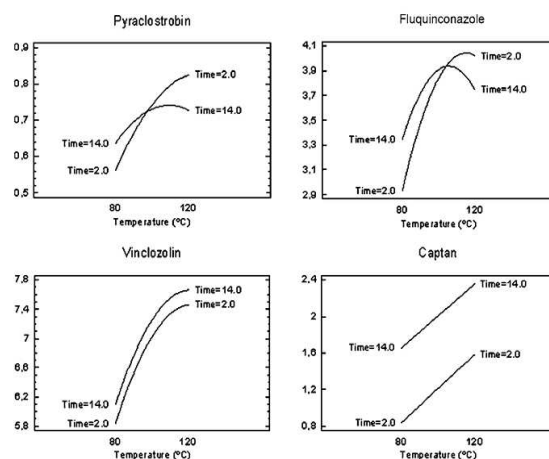 Pyraclostrobin
0,9
0,8
0,7
0,6
0,5
Time=2.0
Time=14.0
Time=14.0
Time=2.0
80
120
Temperature (ºC)
Fluquinconazole
4,1
3,9
3,7
3,5
3,3
3,1
2,9
Time=2.0
Time=14.0
Time=14.0
Time=2.0
80
120
Temperature (ºC)
Vinclozolin
7,8
7,4
7
6,6
6,2
5,8
Time=14.0
Time=2.0
Time=14.0
Time=2.0
80
120
Temperature (ºC)
Captan
2,4
2
1,6
1,2
0,8
Time=14.0
Time=14.0
Time=2.0
Time=2.0
80
120
Temperature (ºC)